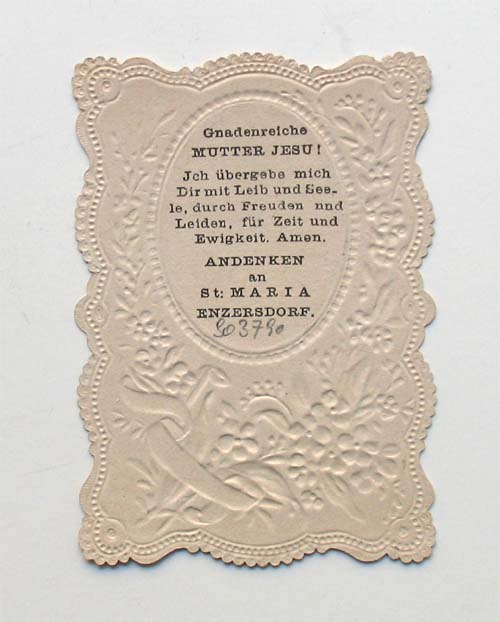 Gnadenreiche
MUTTER JESU!
Jch übergebe mich
Dir mit Leib und See-
le, durch Freuden und
Leiden, für Zeit und
Ewigkeit. Amen.
ANDENKEN
an
St: MARIA
ENZERSDORF.